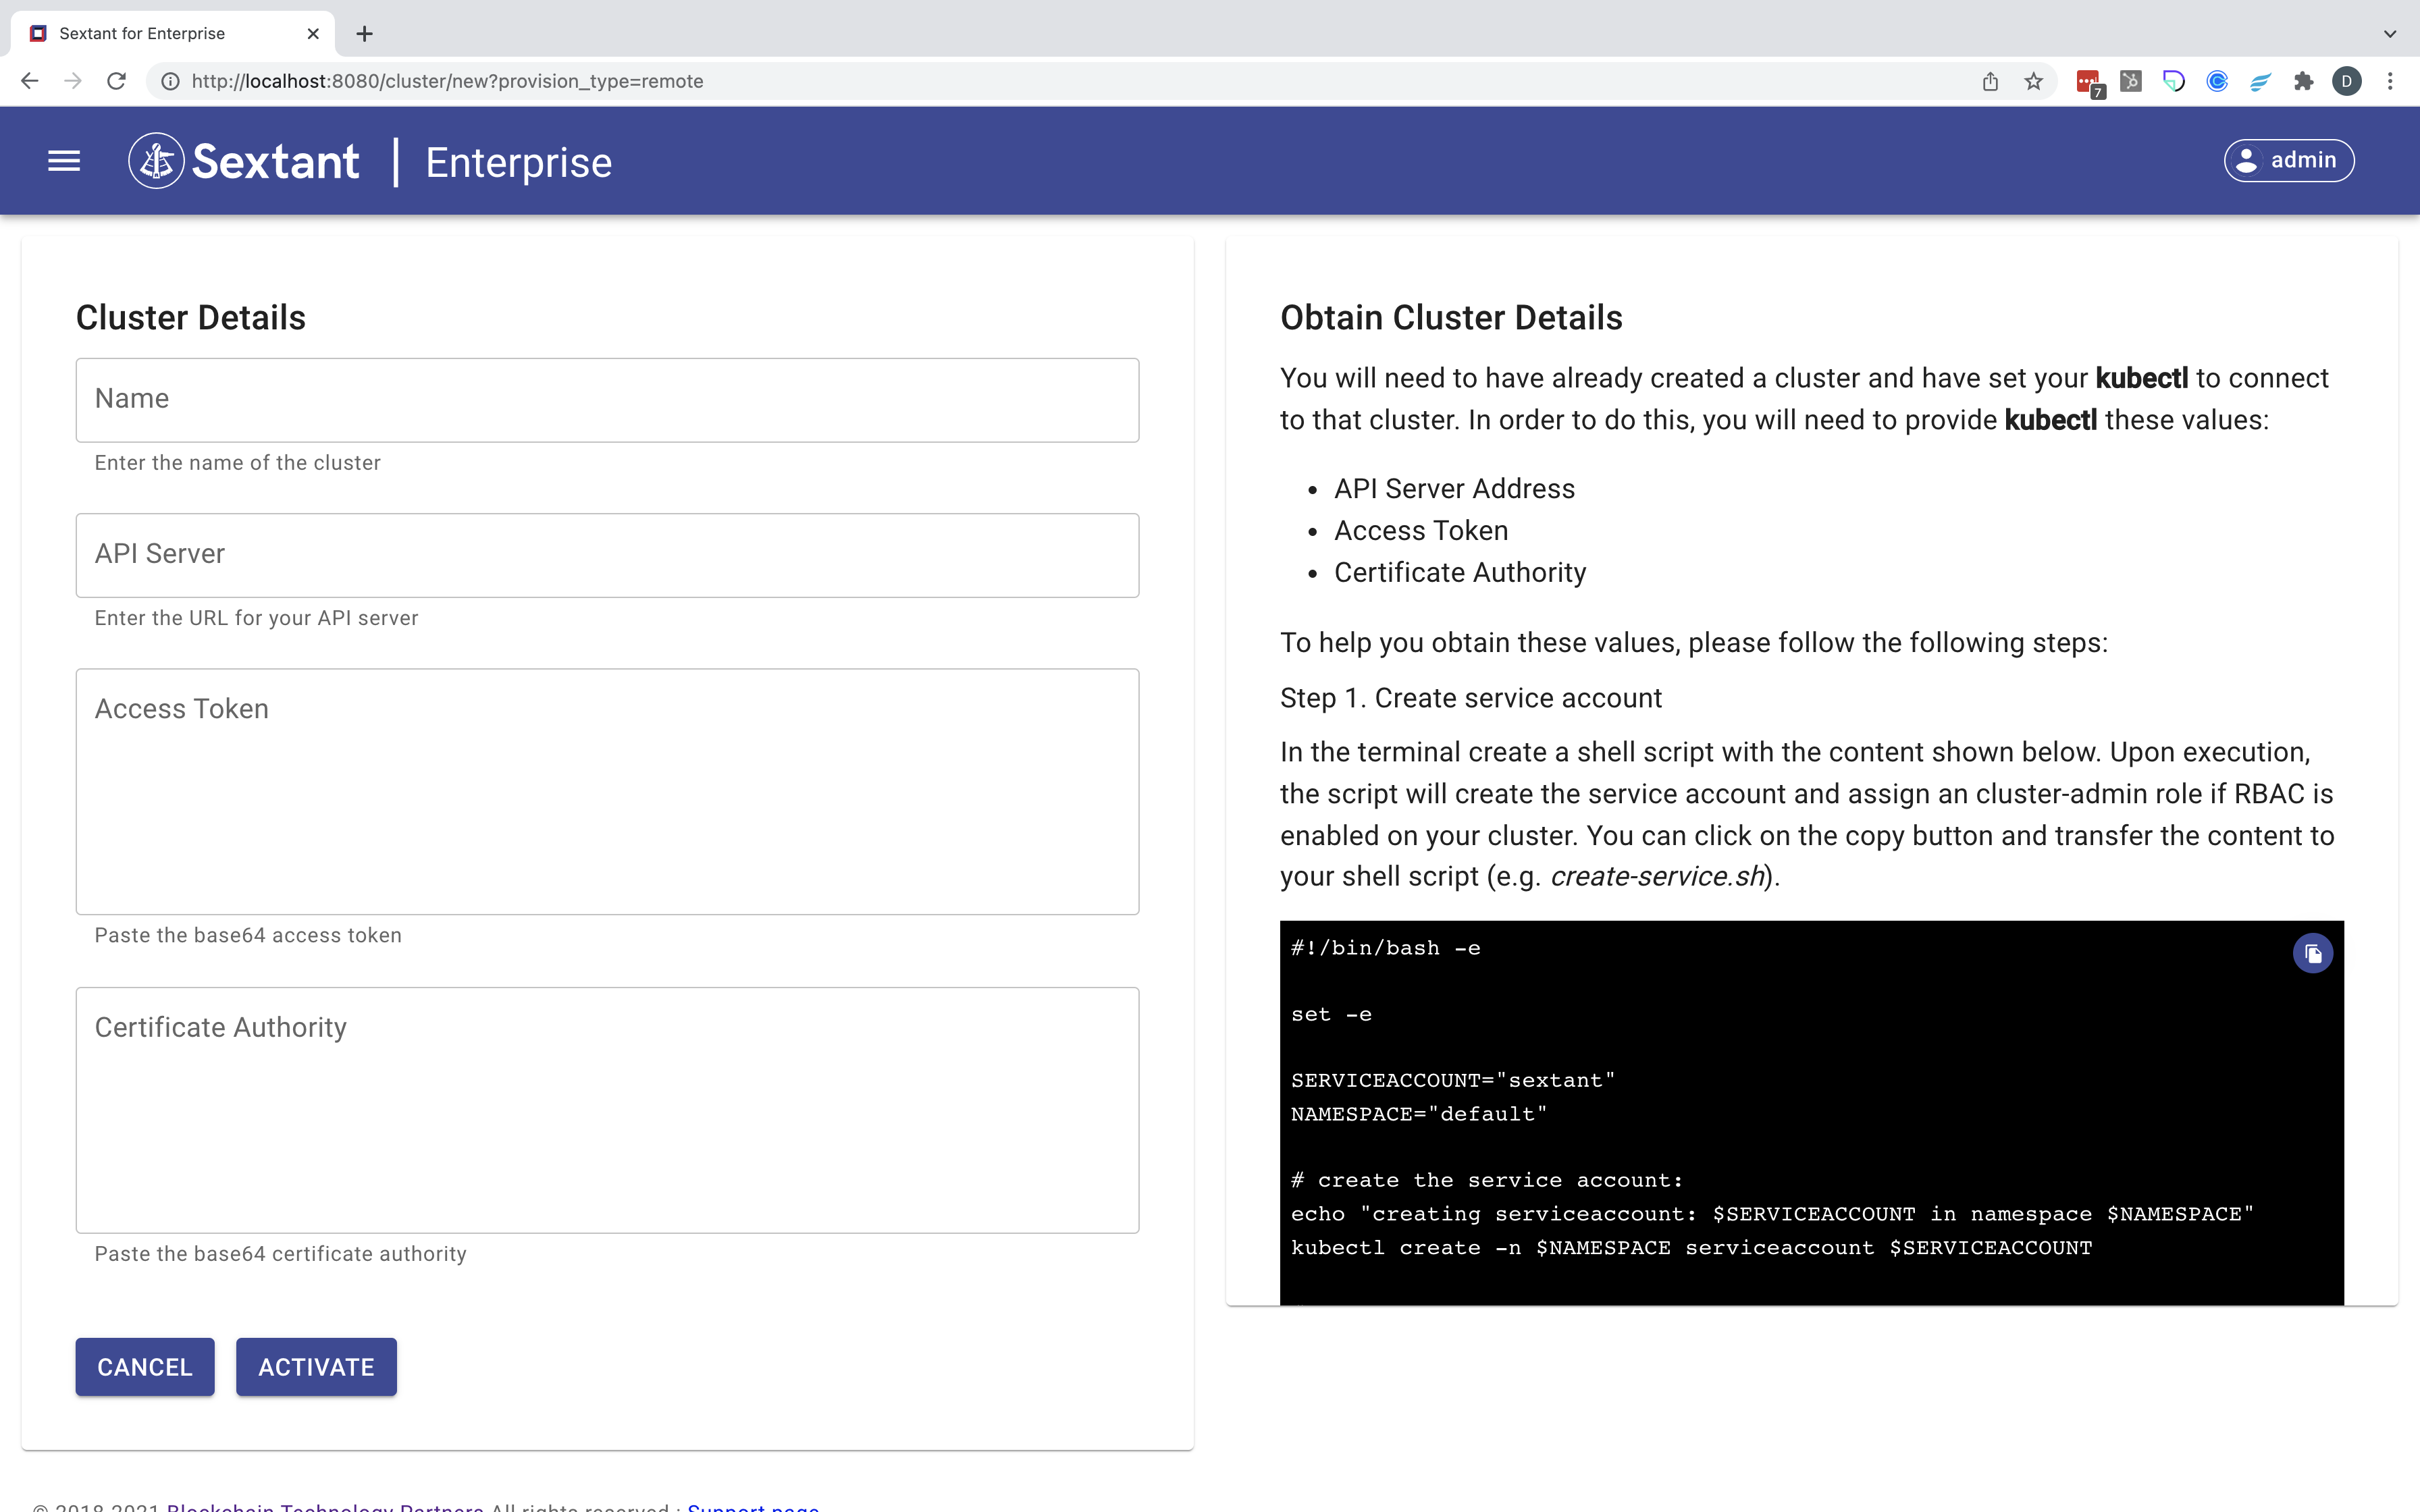 Sextant for Enterprise
http://localhost:8080/cluster/new?provision_type=remote
7
D
Sextant | Enterprise
admin
Cluster Details
Name
Enter the name of the cluster
API Server
Enter the URL for your API server
Access Token
Paste the base64 access token
Certificate Authority
Paste the base64 certificate authority
CANCEL
ACTIVATE
Obtain Cluster Details
You will need to have already created a cluster and have set your kubectl to connect
to that cluster. In order to do this, you will need to provide kubectl these values:
• API Server Address
• Access Token
• Certificate Authority
To help you obtain these values, please follow the following steps:
Step 1. Create service account
In the terminal create a shell script with the content shown below. Upon execution,
the script will create the service account and assign an cluster-admin role if RBAC is
enabled on your cluster. You can click on the copy button and transfer the content to
your shell script (e.g. create-service.sh).
#!/bin/bash -e
set -e
SERVICEACCOUNT="sextant"
NAMESPACE="default"
# create the service account:
echo "creating serviceaccount: $SERVICEACCOUNT in namespace $NAMESPACE"
kubectl create -n $NAMESPACE serviceaccount $SERVICEACCOUNT
© 2018-2021 Blockchain Technology Partners All rights reserved : Support page